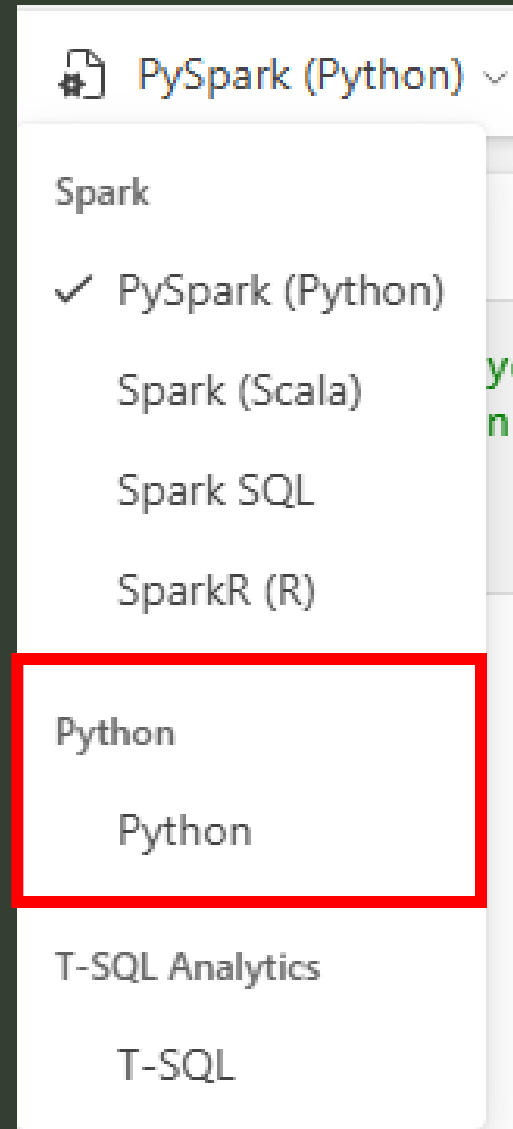 PySpark (Python)
Spark
PySpark (Python)
Spark (Scala)
Spark SQL
SparkR (R)
Python
Python
T-SQL Analytics
T-SQL